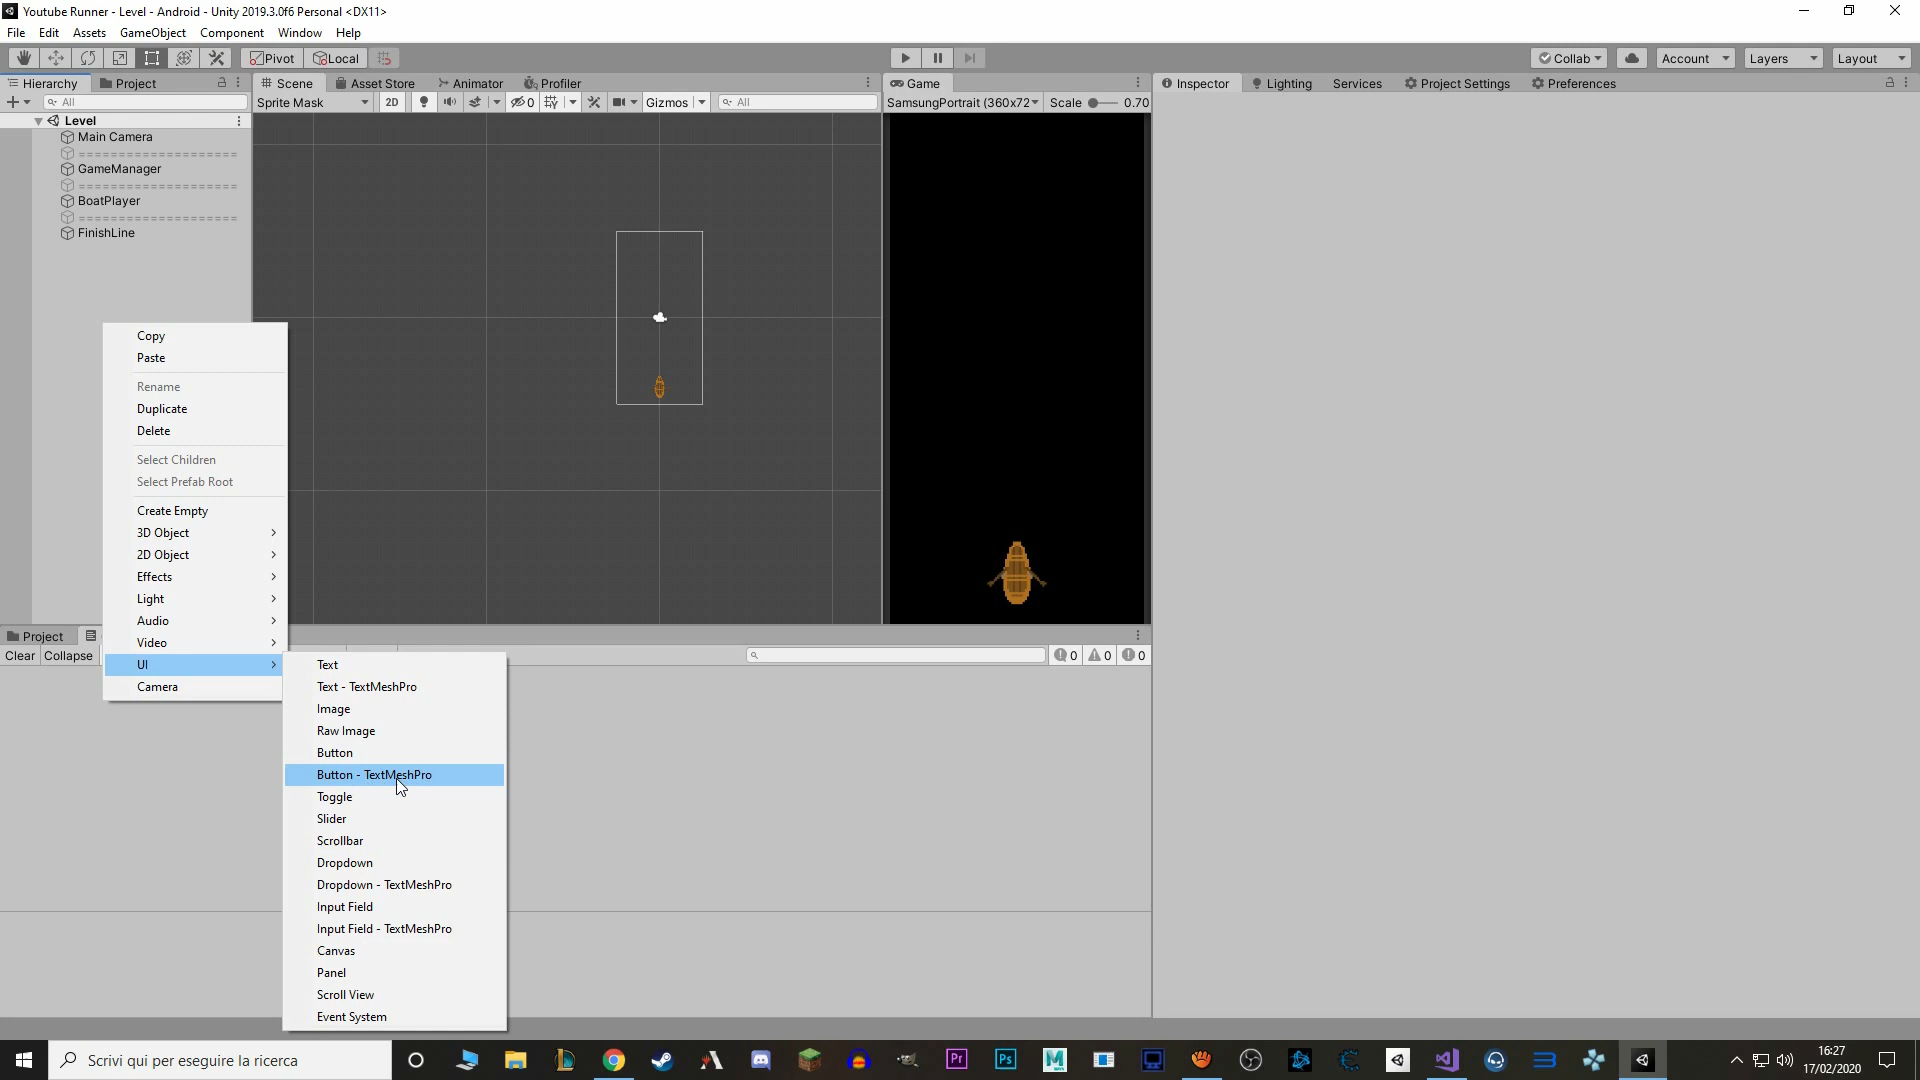 Youtube Runner - Level - Android - Unity 2019.3.0f6 Personal <DX11>
File Edit Assets GameObject Component Window Help
Pivot Local Collab Account Layers Layout
Hierarchy Project Scene Asset Store Animator Profiler Game Inspector Lighting Services Project Settings Preferences
All Sprite Mask 2D 0 Gizmos All SamsungPortrait (360x72 Scale 0.70
Level
Main Camera
====================
GameManager
====================
BoatPlayer
====================
FinishLine
Copy
Paste
Rename
Duplicate
Delete
Select Children
Select Prefab Root
Create Empty
3D Object
2D Object
Effects
Light
Audio
Video
UI
Camera
Project
Clear Collapse 0 0 0
Text
Text - TextMeshPro
Image
Raw Image
Button
Button - TextMeshPro
Toggle
Slider
Scrollbar
Dropdown
Dropdown - TextMeshPro
Input Field
Input Field - TextMeshPro
Canvas
Panel
Scroll View
Event System
Scrivi qui per eseguire la ricerca
Pr Ps M
16:27
17/02/2020